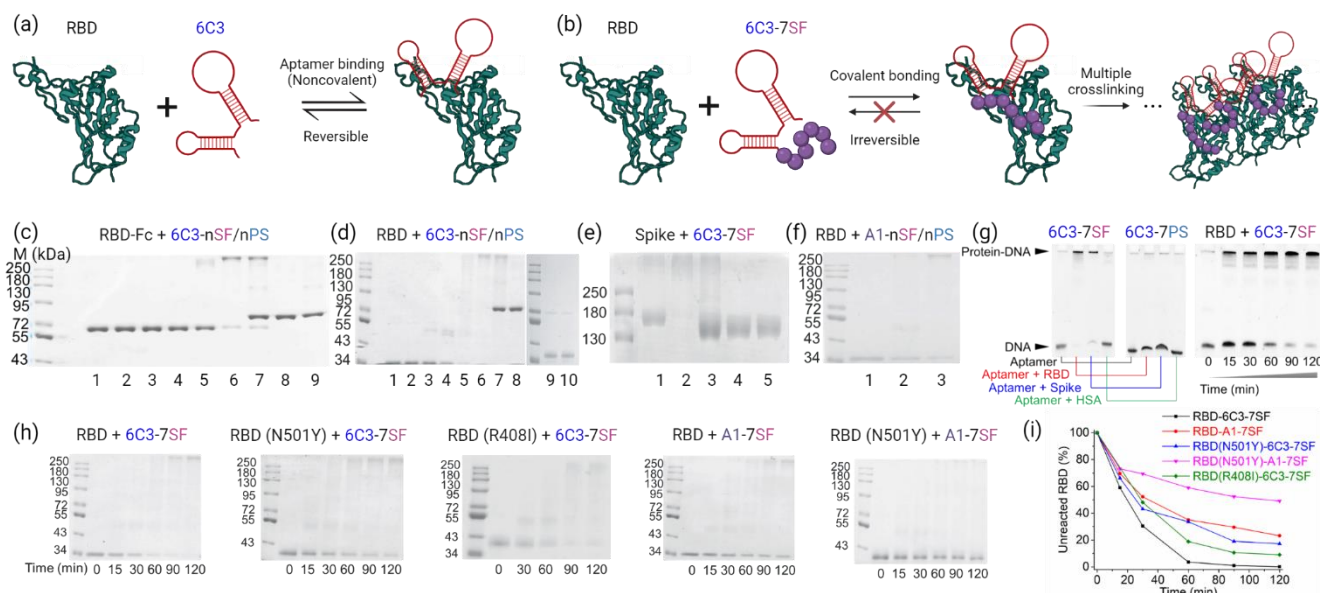 (a)
RBD
6C3
Aptamer binding
(Noncovalent)
Reversible
(b)
RBD
6C3-7SF
Covalent bonding
Irreversible
Multiple
crosslinking
...
(c)
RBD-Fc + 6C3-nSF/nPS
M (kDa)
250
180
130
95
72
55
43
1 2 3 4 5 6 7 8 9
(d)
RBD + 6C3-nSF/nPS
250
180
130
95
72
55
43
34
1 2 3 4 5 6 7 8 9 10
(e)
Spike + 6C3-7SF
250
180
130
1 2 3 4 5
(f)
RBD + A1-nSF/nPS
250
180
130
95
72
55
43
34
1 2 3
(g)
6C3-7SF 6C3-7PS RBD + 6C3-7SF
Protein-DNA
DNA
Aptamer
Aptamer + RBD
Aptamer + Spike
Aptamer + HSA
0 15 30 60 90 120
Time (min)
(h)
RBD + 6C3-7SF
250
180
130
95
72
55
43
34
Time (min) 0 15 30 60 90 120
RBD (N501Y) + 6C3-7SF
250
180
130
95
72
55
43
34
0 15 30 60 90 120
RBD (R408I) + 6C3-7SF
250
180
130
95
72
55
43
34
0 30 60 90 120
RBD + A1-7SF
250
180
130
95
72
55
43
34
0 15 30 60 90 120
RBD (N501Y) + A1-7SF
250
180
130
95
72
55
43
0 15 30 60 90 120
(i)
RBD-6C3-7SF
RBD-A1-7SF
RBD(N501Y)-6C3-7SF
RBD(N501Y)-A1-7SF
RBD(R408I)-6C3-7SF
Unreacted RBD (%)
100
80
60
40
20
0
0 20 40 60 80 100 120
Time (min)